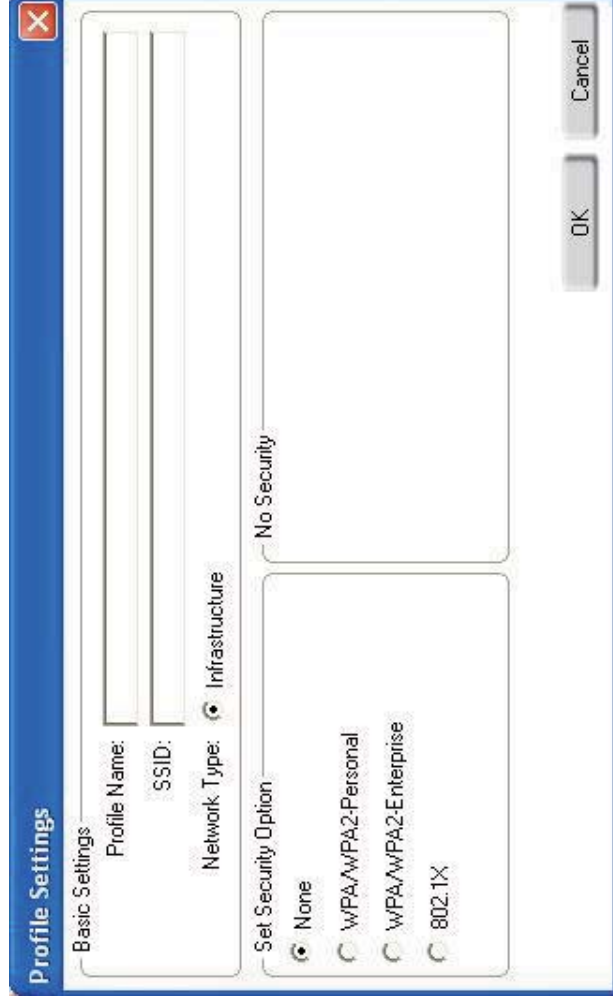 Profile Settings
Basic Settings
Profile Name:
SSID:
Network Type: Infrastructure
Set Security Option
None
WPA/WPA2-Personal
WPA/WPA2-Enterprise
802.1X
No Security
OK Cancel